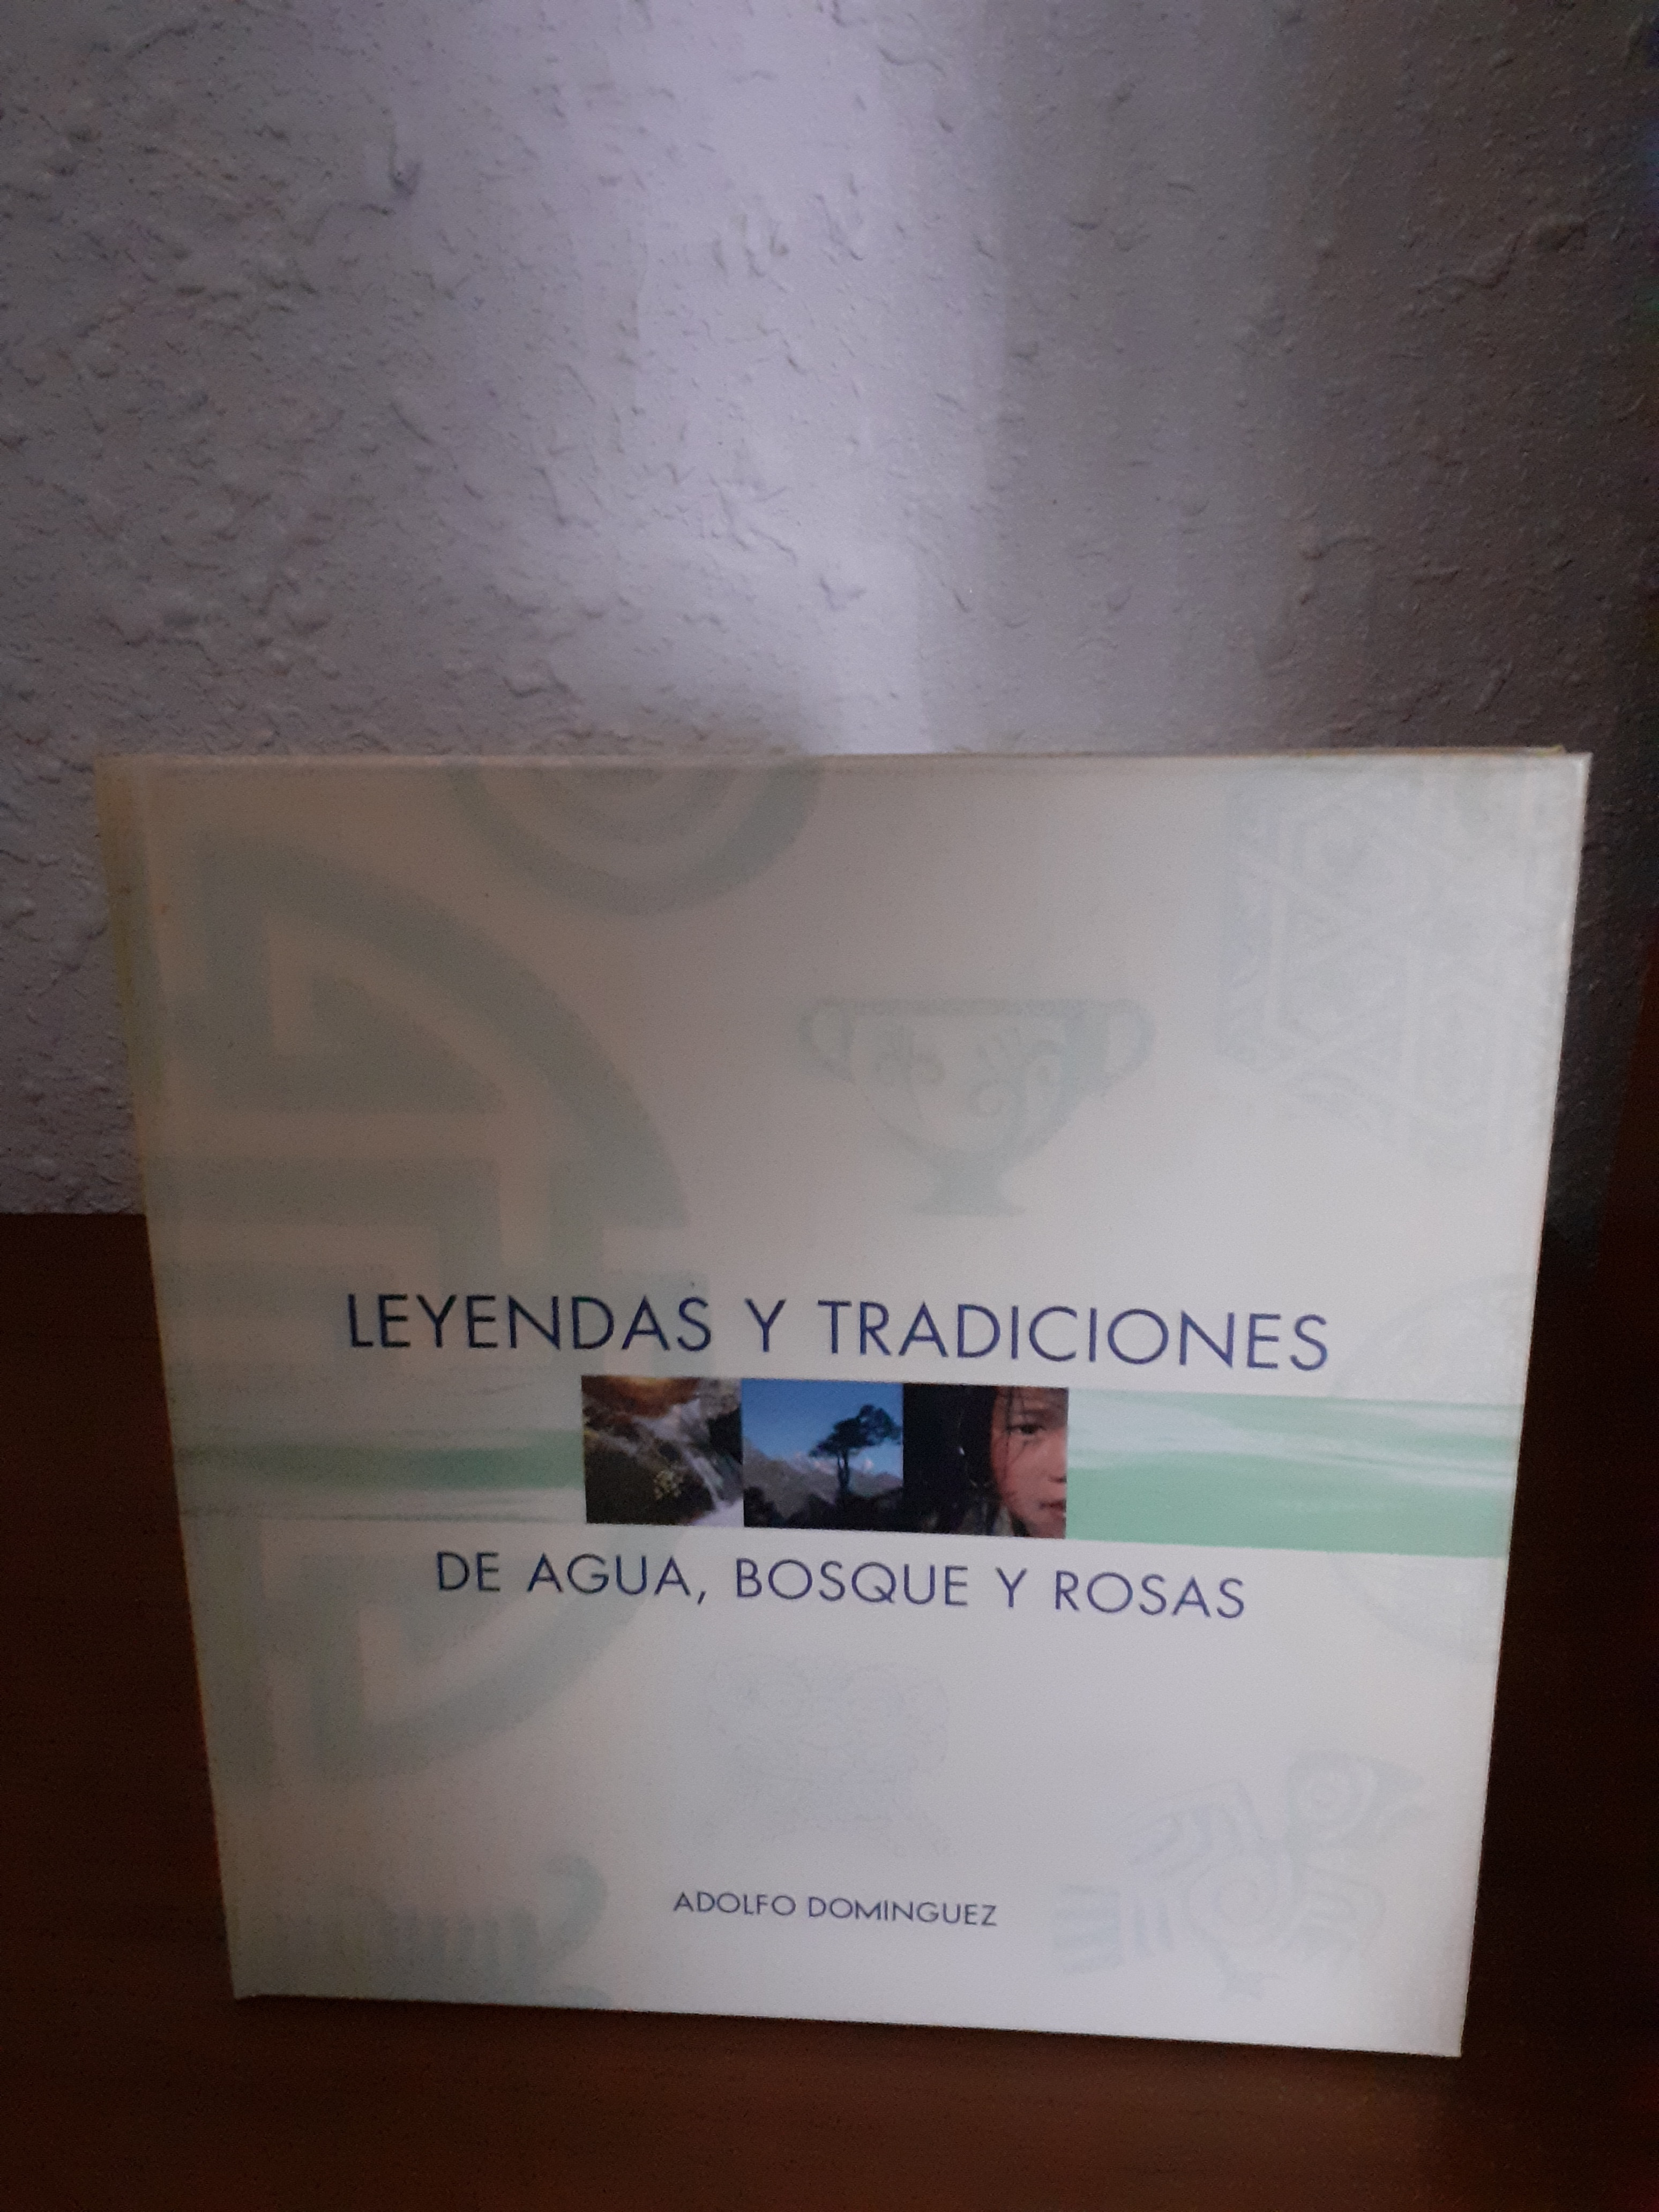 LEYENDAS Y TRADICIONES
DE AGUA, BOSQUE Y ROSAS
ADOLFO DOMINGUEZ